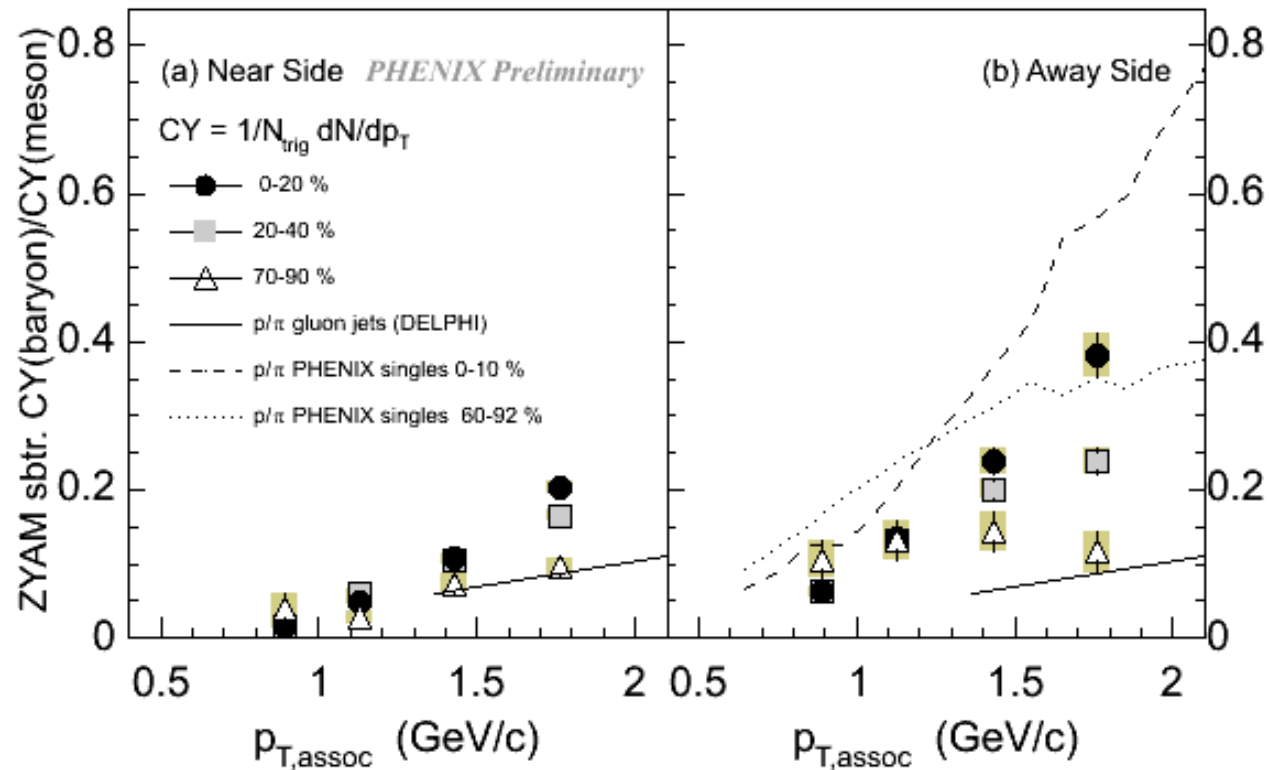 ZYAM sbtr. CY(baryon)/CY(meson)
0.8
0.6
0.4
0.2
0
(a) Near Side PHENIX Preliminary
CY = 1/N_trig dN/dp_T
0-20 %
20-40 %
70-90 %
p/π gluon jets (DELPHI)
p/π PHENIX singles 0-10 %
p/π PHENIX singles 60-92 %
0.5 1 1.5 2
p_T,assoc (GeV/c)
(b) Away Side
0.8
0.6
0.4
0.2
0
0.5 1 1.5 2
p_T,assoc (GeV/c)